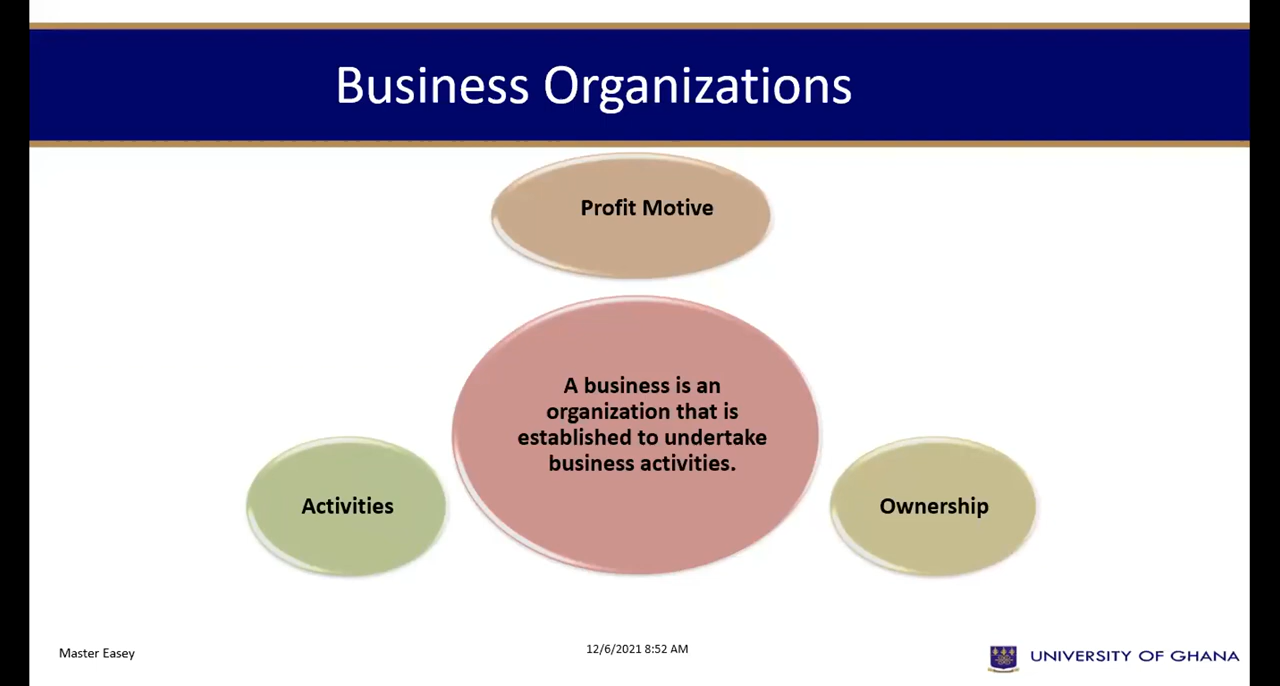 Business Organizations
Profit Motive
A business is an
organization that is
established to undertake
business activities.
Activities
Ownership
Master Easey
12/6/2021 8:52 AM
UNIVERSITY OF GHANA